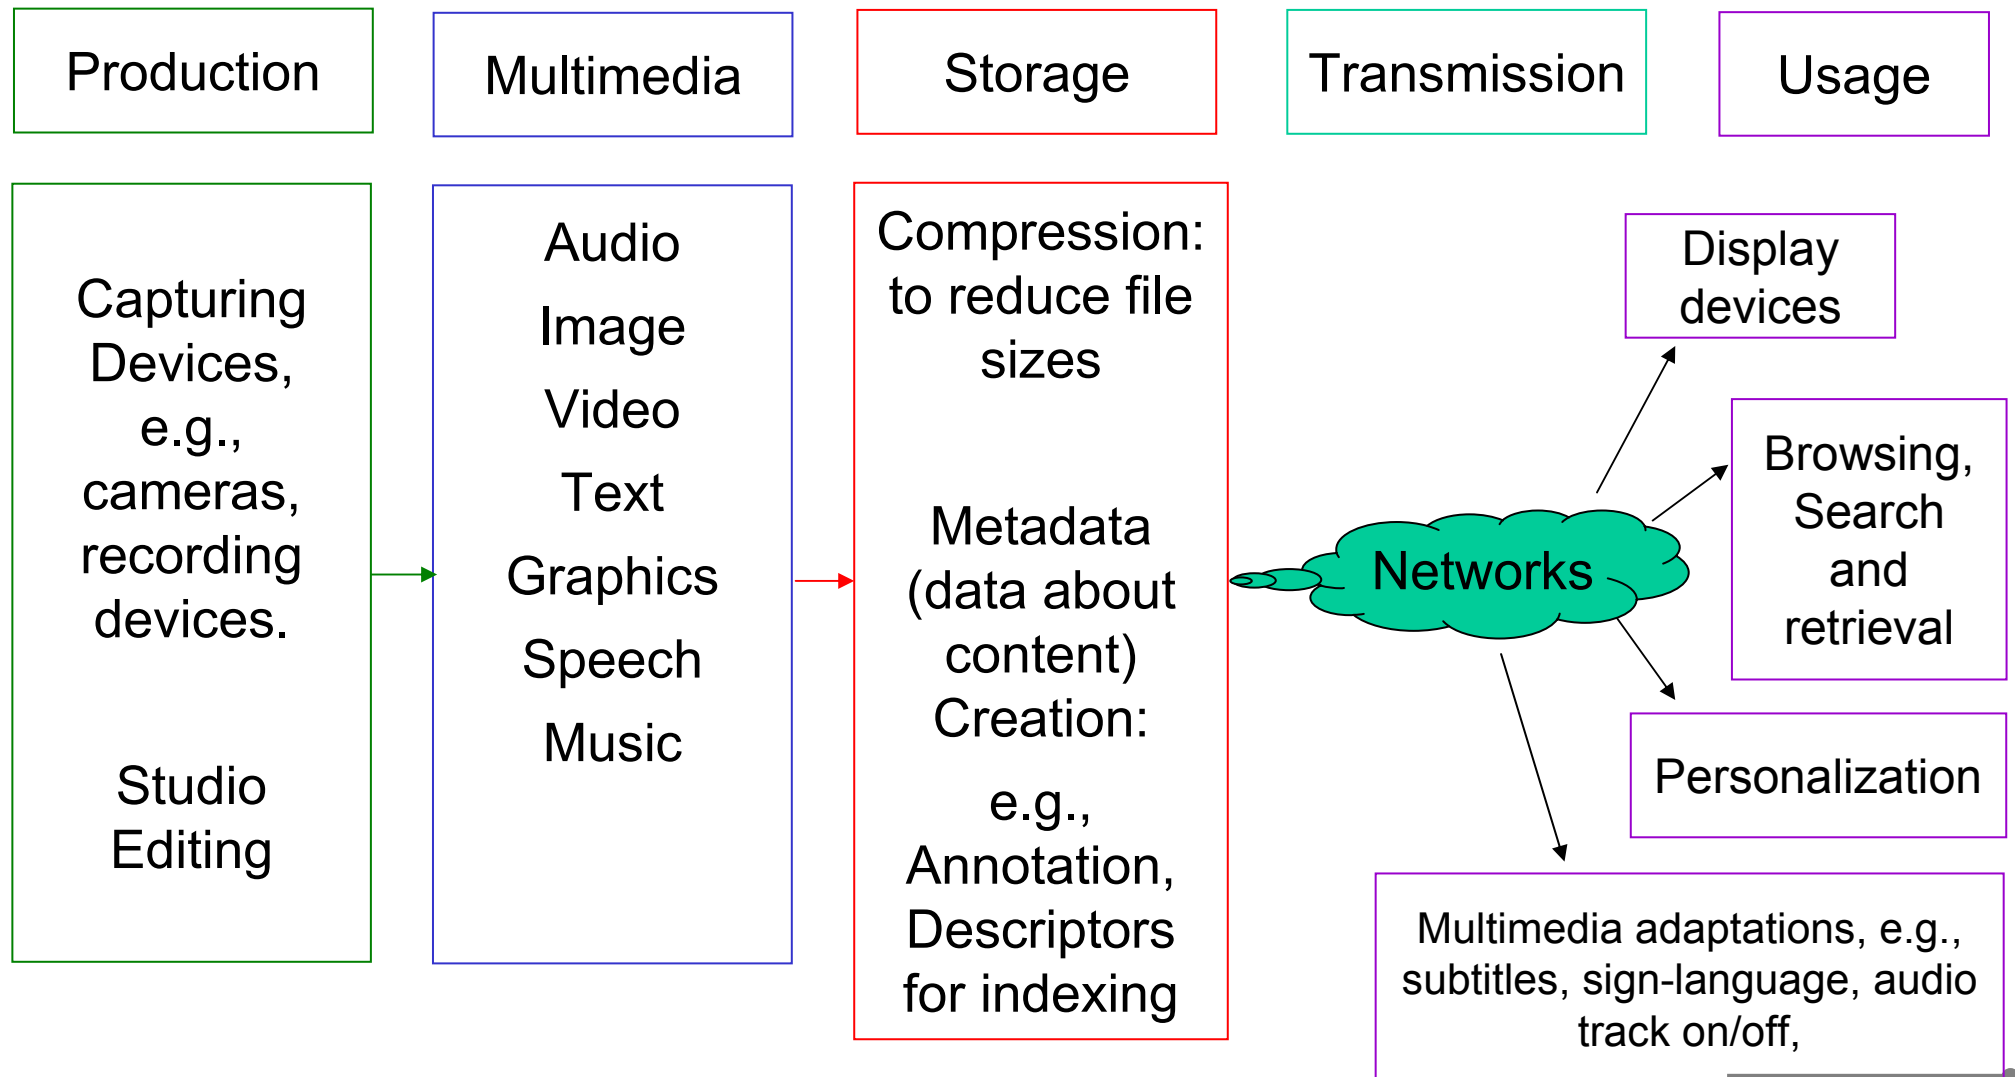 Production
Multimedia
Storage
Transmission
Usage
Capturing
Devices,
e.g.,
cameras,
recording
devices.
Studio
Editing
Audio
Image
Video
Text
Graphics
Speech
Music
Compression:
to reduce file
sizes
Metadata
(data about
content)
Creation:
e.g.,
Annotation,
Descriptors
for indexing
Networks
Display
devices
Browsing,
Search
and
retrieval
Personalization
Multimedia adaptations, e.g.,
subtitles, sign-language, audio
track on/off,